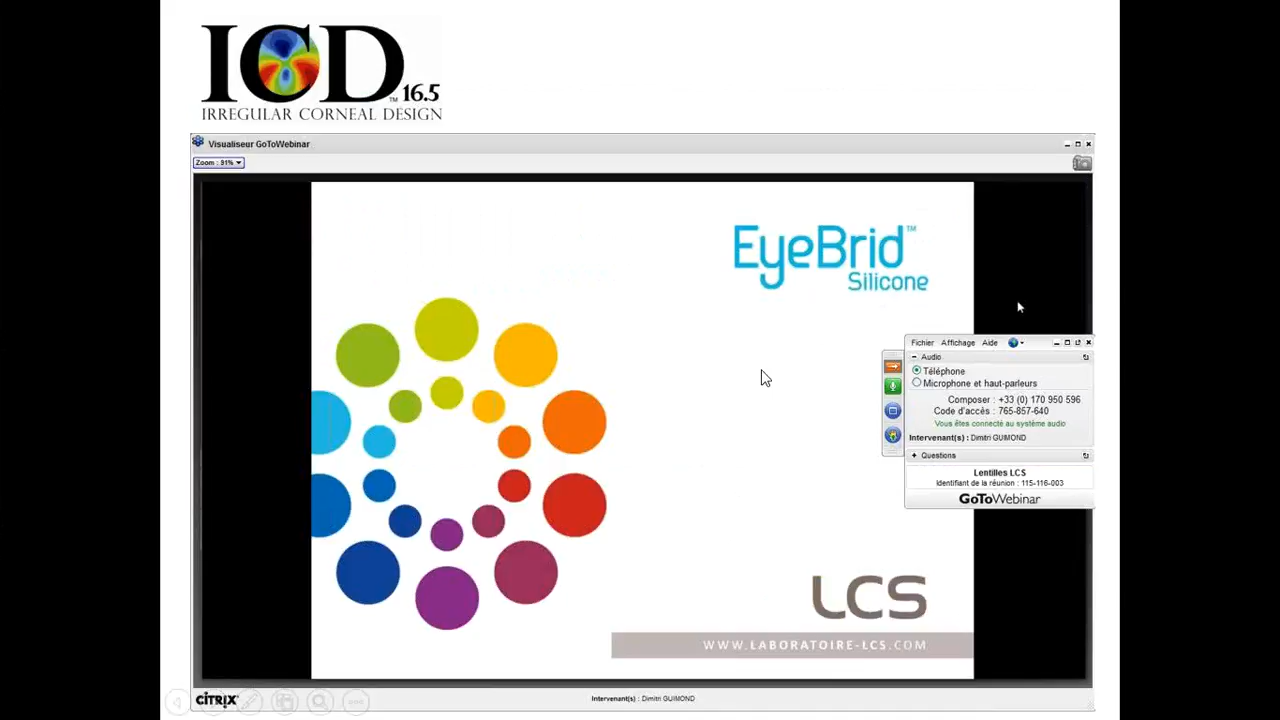 ICD™ 16.5
IRREGULAR CORNEAL DESIGN
Visualiseur GoToWebinar
Zoom : 91%
EyeBrid™
Silicone
Fichier Affichage Aide
Audio
Téléphone
Microphone et haut-parleurs
Composer : +33 (0) 170 950 596
Code d'accès : 765-857-640
Vous êtes connecté au système audio
Intervenant(s) : Dimitri GUIMOND
Questions
Lentilles LCS
Identifiant de la réunion : 115-116-003
GoToWebinar
LCS
WWW.LABORATOIRE-LCS.COM
CITRIX
Intervenant(s) : Dimitri GUIMOND